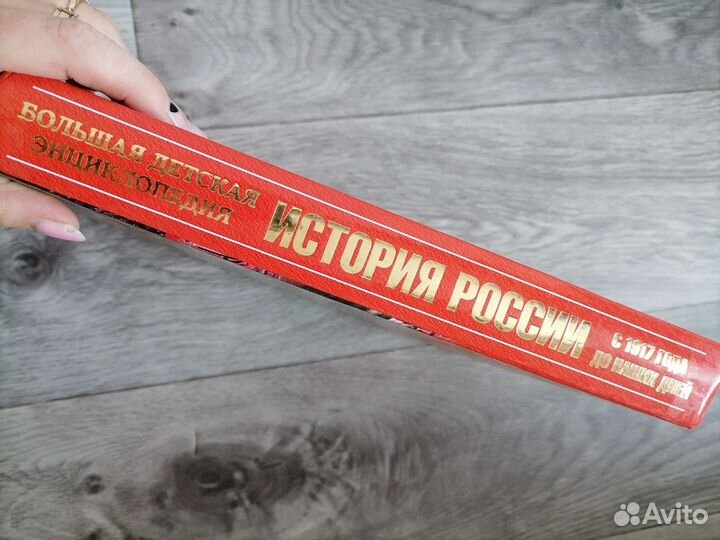 БОЛЬШАЯ ДЕТСКАЯ
ЭНЦИКЛОПЕДИЯ
ИСТОРИЯ РОССИИ
С 1917 ГОДА
ДО НАШИХ ДНЕЙ
Avito